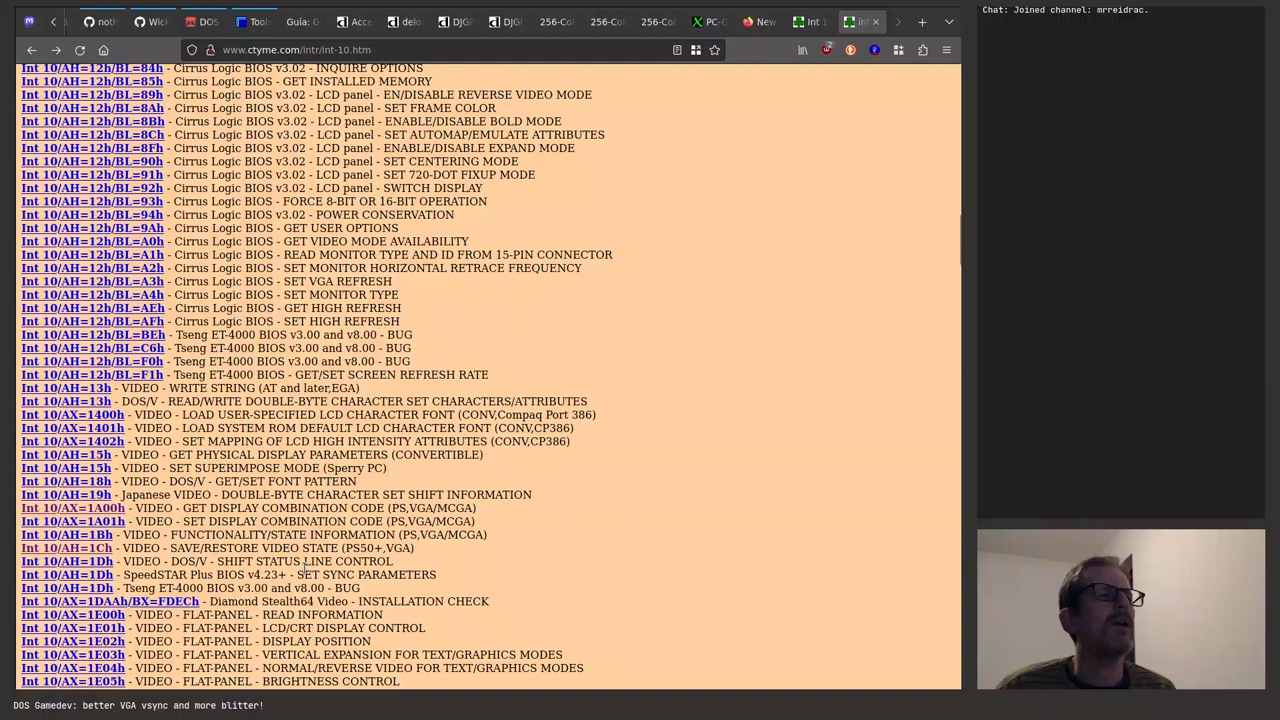 noth
Wick
DOS
Tools
Guía: G
Acce
delo
DJGP
DJGF
256-Col
256-Col
256-Col
PC-G
New
Int 1
int
Chat: Joined channel: mrreidrac.
www.ctyme.com/intr/int-10.htm
2
Int 10/AH=12h/BL=84h - Cirrus Logic BIOS v3.02 - INQUIRE OPTIONS
Int 10/AH=12h/BL=85h - Cirrus Logic BIOS - GET INSTALLED MEMORY
Int 10/AH=12h/BL=89h - Cirrus Logic BIOS v3.02 - LCD panel - EN/DISABLE REVERSE VIDEO MODE
Int 10/AH=12h/BL=8Ah - Cirrus Logic BIOS v3.02 - LCD panel - SET FRAME COLOR
Int 10/AH=12h/BL=8Bh - Cirrus Logic BIOS v3.02 - LCD panel - ENABLE/DISABLE BOLD MODE
Int 10/AH=12h/BL=8Ch - Cirrus Logic BIOS v3.02 - LCD panel - SET AUTOMAP/EMULATE ATTRIBUTES
Int 10/AH=12h/BL=8Fh - Cirrus Logic BIOS v3.02 - LCD panel - ENABLE/DISABLE EXPAND MODE
Int 10/AH=12h/BL=90h - Cirrus Logic BIOS v3.02 - LCD panel - SET CENTERING MODE
Int 10/AH=12h/BL=91h - Cirrus Logic BIOS v3.02 - LCD panel - SET 720-DOT FIXUP MODE
Int 10/AH=12h/BL=92h - Cirrus Logic BIOS v3.02 - LCD panel - SWITCH DISPLAY
Int 10/AH=12h/BL=93h - Cirrus Logic BIOS - FORCE 8-BIT OR 16-BIT OPERATION
Int 10/AH=12h/BL=94h - Cirrus Logic BIOS v3.02 - POWER CONSERVATION
Int 10/AH=12h/BL=9Ah - Cirrus Logic BIOS - GET USER OPTIONS
Int 10/AH=12h/BL=A0h - Cirrus Logic BIOS - GET VIDEO MODE AVAILABILITY
Int 10/AH=12h/BL=A1h - Cirrus Logic BIOS - READ MONITOR TYPE AND ID FROM 15-PIN CONNECTOR
Int 10/AH=12h/BL=A2h - Cirrus Logic BIOS - SET MONITOR HORIZONTAL RETRACE FREQUENCY
Int 10/AH=12h/BL=A3h - Cirrus Logic BIOS - SET VGA REFRESH
Int 10/AH=12h/BL=A4h - Cirrus Logic BIOS - SET MONITOR TYPE
Int 10/AH=12h/BL=AEh - Cirrus Logic BIOS - GET HIGH REFRESH
Int 10/AH=12h/BL=AFh - Cirrus Logic BIOS - SET HIGH REFRESH
Int 10/AH=12h/BL=BEh - Tseng ET-4000 BIOS v3.00 and v8.00 - BUG
Int 10/AH=12h/BL=C6h - Tseng ET-4000 BIOS v3.00 and v8.00 - BUG
Int 10/AH=12h/BL=F0h - Tseng ET-4000 BIOS v3.00 and v8.00 - BUG
Int 10/AH=12h/BL=F1h - Tseng ET-4000 BIOS - GET/SET SCREEN REFRESH RATE
Int 10/AH=13h - VIDEO - WRITE STRING (AT and later,EGA)
Int 10/AH=13h - DOS/V - READ/WRITE DOUBLE-BYTE CHARACTER SET CHARACTERS/ATTRIBUTES
Int 10/AX=1400h - VIDEO - LOAD USER-SPECIFIED LCD CHARACTER FONT (CONV,Compaq Port 386)
Int 10/AX=1401h - VIDEO - LOAD SYSTEM ROM DEFAULT LCD CHARACTER FONT (CONV,CP386)
Int 10/AX=1402h - VIDEO - SET MAPPING OF LCD HIGH INTENSITY ATTRIBUTES (CONV,CP386)
Int 10/AH=15h - VIDEO - GET PHYSICAL DISPLAY PARAMETERS (CONVERTIBLE)
Int 10/AH=15h - VIDEO - SET SUPERIMPOSE MODE (Sperry PC)
Int 10/AH=18h - VIDEO - DOS/V - GET/SET FONT PATTERN
Int 10/AH=19h - Japanese VIDEO - DOUBLE-BYTE CHARACTER SET SHIFT INFORMATION
Int 10/AX=1A00h - VIDEO - GET DISPLAY COMBINATION CODE (PS,VGA/MCGA)
Int 10/AX=1A01h - VIDEO - SET DISPLAY COMBINATION CODE (PS,VGA/MCGA)
Int 10/AH=1Bh - VIDEO - FUNCTIONALITY/STATE INFORMATION (PS,VGA/MCGA)
Int 10/AH=1Ch - VIDEO - SAVE/RESTORE VIDEO STATE (PS50+,VGA)
Int 10/AH=1Dh - VIDEO - DOS/V - SHIFT STATUS LINE CONTROL
Int 10/AH=1Dh - SpeedSTAR Plus BIOS v4.23+ - SET SYNC PARAMETERS
Int 10/AH=1Dh - Tseng ET-4000 BIOS v3.00 and v8.00 - BUG
Int 10/AX=1DAAh/BX=FDECh - Diamond Stealth64 Video - INSTALLATION CHECK
Int 10/AX=1E00h - VIDEO - FLAT-PANEL - READ INFORMATION
Int 10/AX=1E01h - VIDEO - FLAT-PANEL - LCD/CRT DISPLAY CONTROL
Int 10/AX=1E02h - VIDEO - FLAT-PANEL - DISPLAY POSITION
Int 10/AX=1E03h - VIDEO - FLAT-PANEL - VERTICAL EXPANSION FOR TEXT/GRAPHICS MODES
Int 10/AX=1E04h - VIDEO - FLAT-PANEL - NORMAL/REVERSE VIDEO FOR TEXT/GRAPHICS MODES
Int 10/AX=1E05h - VIDEO - FLAT-PANEL - BRIGHTNESS CONTROL
DOS Gamedev: better VGA vsync and more blitter!